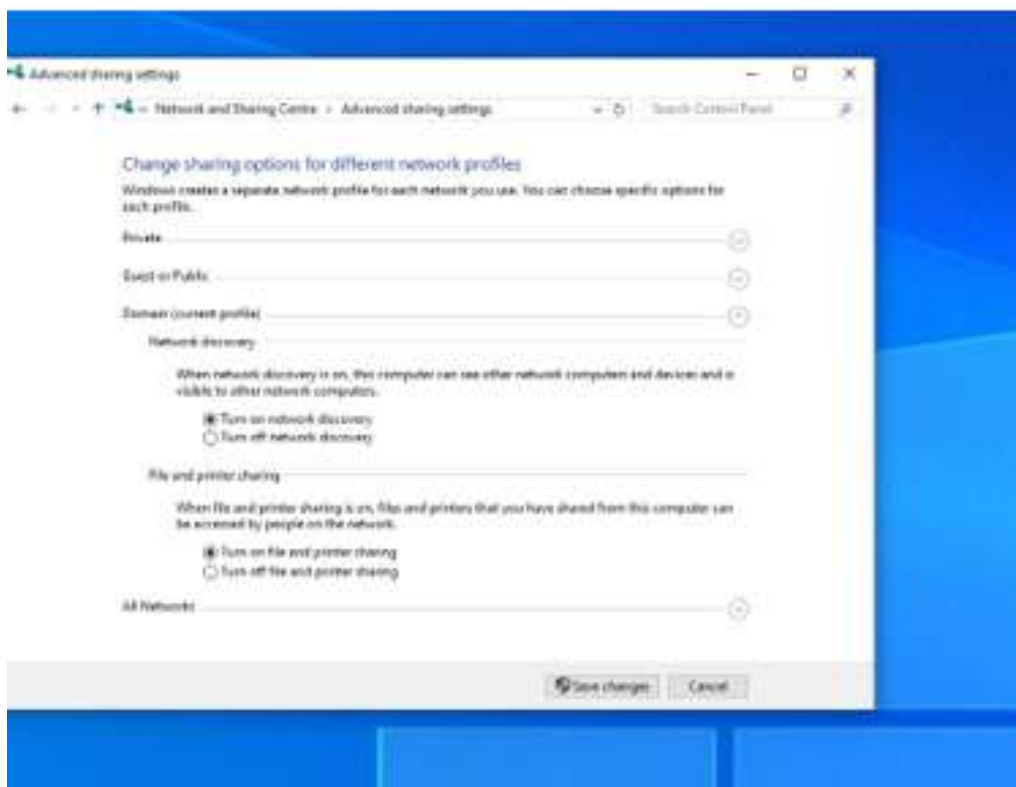 Advanced sharing settings
Network and Sharing Centre › Advanced sharing settings
Search Control Panel
Change sharing options for different network profiles
Windows creates a separate network profile for each network you use. You can choose specific options for
each profile.
Private
Guest or Public
Domain (current profile)
Network discovery
When network discovery is on, this computer can see other network computers and devices and is
visible to other network computers.
Turn on network discovery
Turn off network discovery
File and printer sharing
When file and printer sharing is on, files and printers that you have shared from this computer can
be accessed by people on the network.
Turn on file and printer sharing
Turn off file and printer sharing
All Networks
Save changes
Cancel